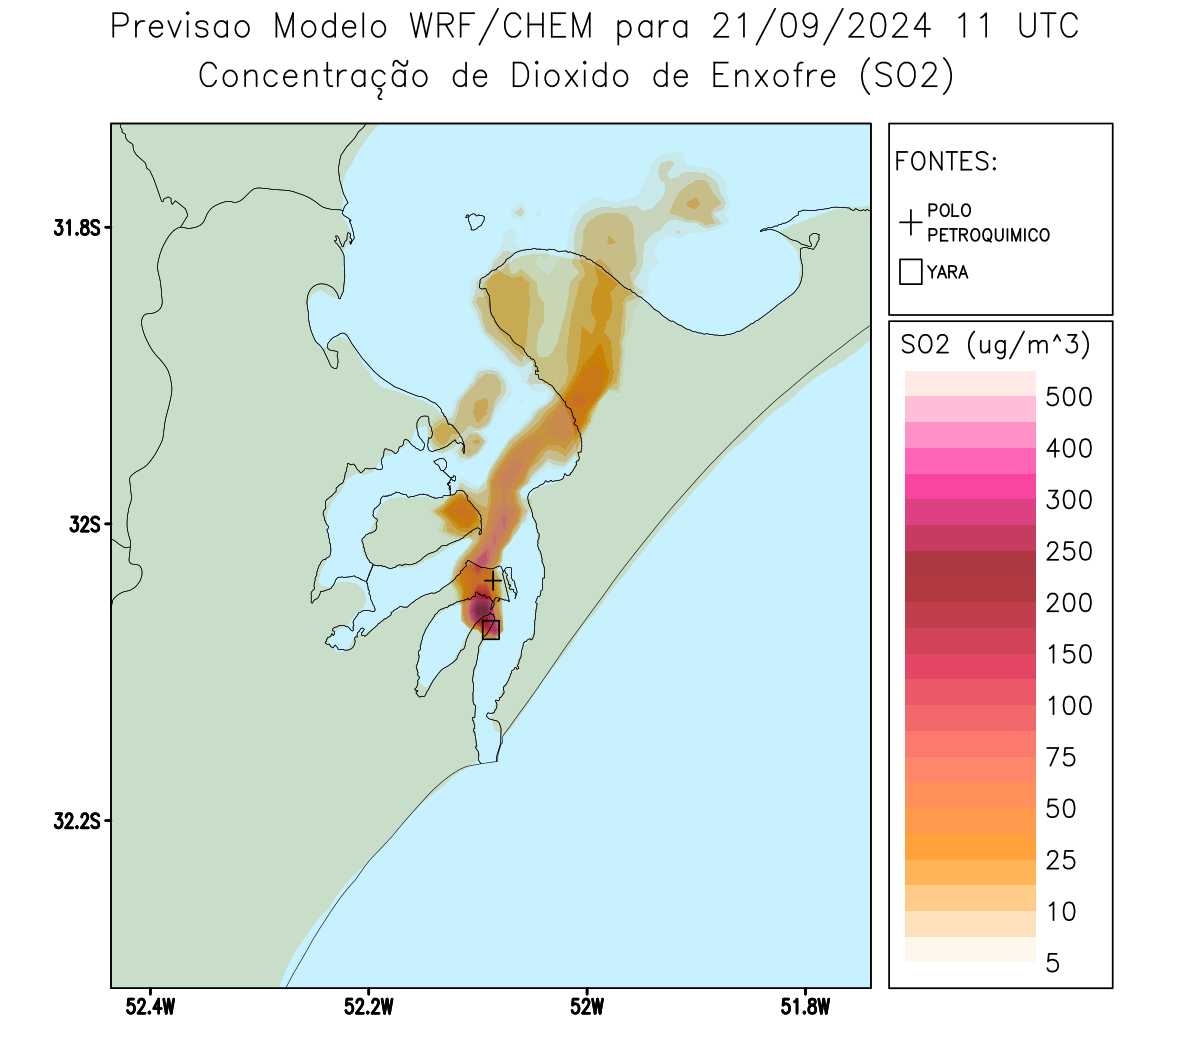 Previsao Modelo WRF/CHEM para 21/09/2024 11 UTC
Concentração de Dioxido de Enxofre (SO2)
FONTES:
POLO
PETROQUIMICO
YARA
SO2 (ug/m^3)
500
400
300
250
200
150
100
75
50
25
10
5
31.8S
32S
32.2S
52.4W
52.2W
52W
51.8W